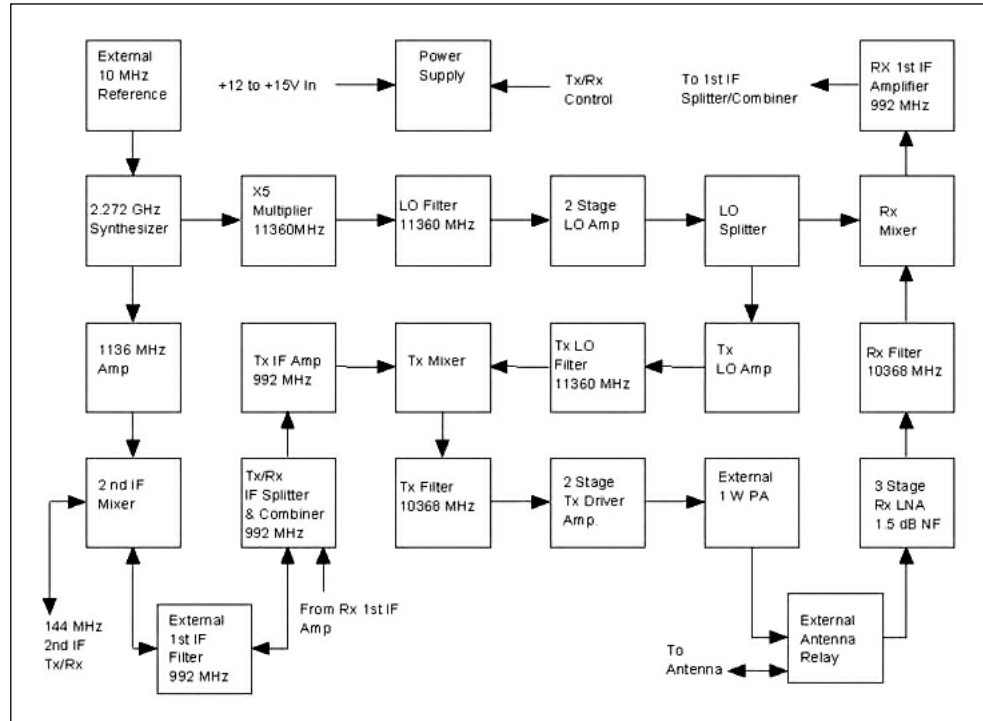 External
10 MHz
Reference
+12 to +15V In
Power
Supply
Tx/Rx
Control
To 1st IF
Splitter/Combiner
RX 1st IF
Amplifier
992 MHz
2.272 GHz
Synthesizer
X5
Multiplier
11360MHz
LO Filter
11360 MHz
2 Stage
LO Amp
LO
Splitter
Rx
Mixer
1136 MHz
Amp
Tx IF Amp
992 MHz
Tx Mixer
Tx LO
Filter
11360 MHz
Tx
LO Amp
Rx Filter
10368 MHz
2 nd IF
Mixer
Tx/Rx
IF Splitter
& Combiner
992 MHz
Tx Filter
10368 MHz
2 Stage
Tx Driver
Amp.
External
1 W PA
3 Stage
Rx LNA
1.5 dB NF
144 MHz
2nd IF
Tx/Rx
External
1st IF
Filter
992 MHz
From Rx 1st IF
Amp
To
Antenna
External
Antenna
Relay